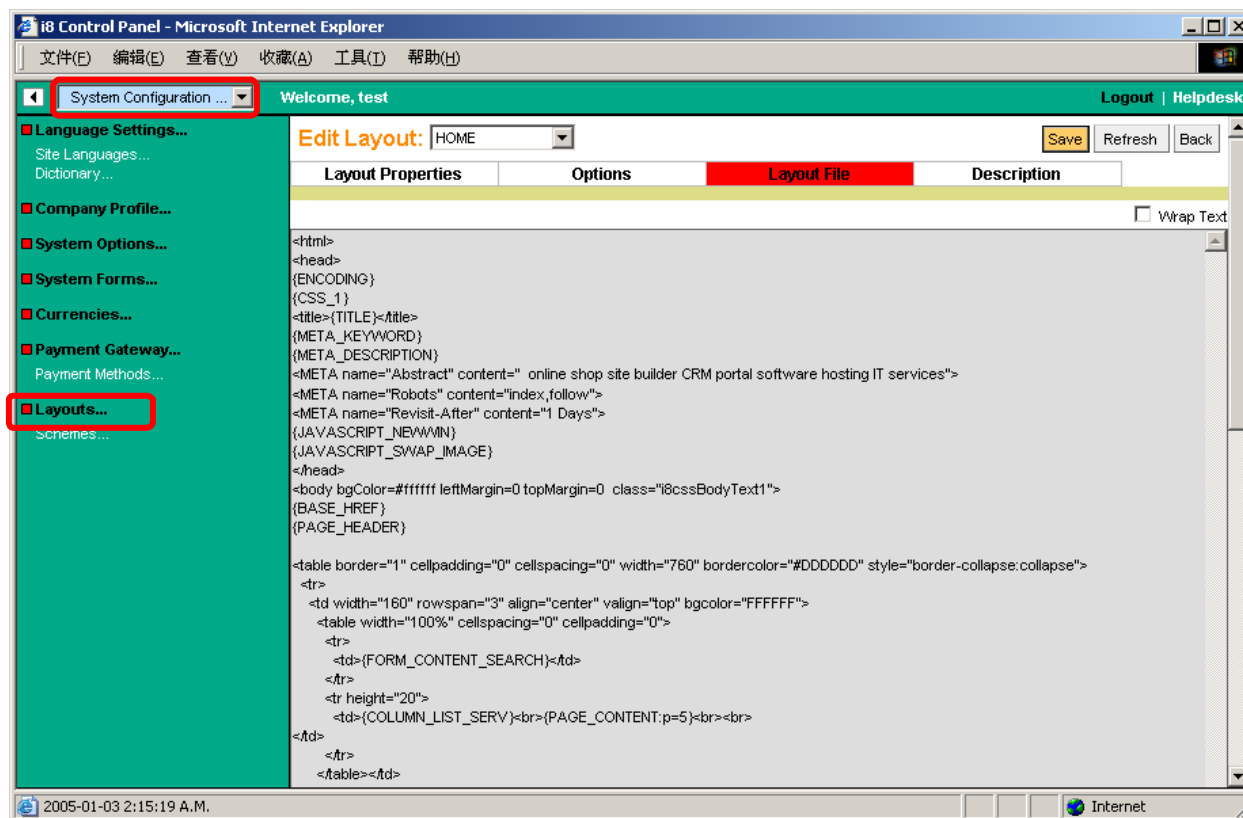 i8 Control Panel - Microsoft Internet Explorer
文件(F) 编辑(E) 查看(V) 收藏(A) 工具(T) 帮助(H)
System Configuration ... Welcome, test Logout | Helpdesk
Language Settings...
Site Languages...
Dictionary...
Company Profile...
System Options...
System Forms...
Currencies...
Payment Gateway...
Payment Methods...
Layouts...
Schemes...
Edit Layout: HOME Save Refresh Back
Layout Properties Options Layout File Description
Wrap Text
<html>
<head>
{ENCODING}
{CSS_1}
<title>{TITLE}</title>
{META_KEYWORD}
{META_DESCRIPTION}
<META name="Abstract" content=" online shop site builder CRM portal software hosting IT services">
<META name="Robots" content="index,follow">
<META name="Revisit-After" content="1 Days">
{JAVASCRIPT_NEWWIN}
{JAVASCRIPT_SWAP_IMAGE}
</head>
<body bgColor=#ffffff leftMargin=0 topMargin=0 class="i8cssBodyText1">
{BASE_HREF}
{PAGE_HEADER}
<table border="1" cellpadding="0" cellspacing="0" width="760" bordercolor="#DDDDDD" style="border-collapse:collapse">
<tr>
<td width="160" rowspan="3" align="center" valign="top" bgcolor="FFFFFF">
<table width="100%" cellspacing="0" cellpadding="0">
<tr>
<td>{FORM_CONTENT_SEARCH}</td>
</tr>
<tr height="20">
<td>{COLUMN_LIST_SERV}<br>{PAGE_CONTENT:p=5}<br><br>
</td>
</tr>
</table></td>
2005-01-03 2:15:19 A.M. Internet